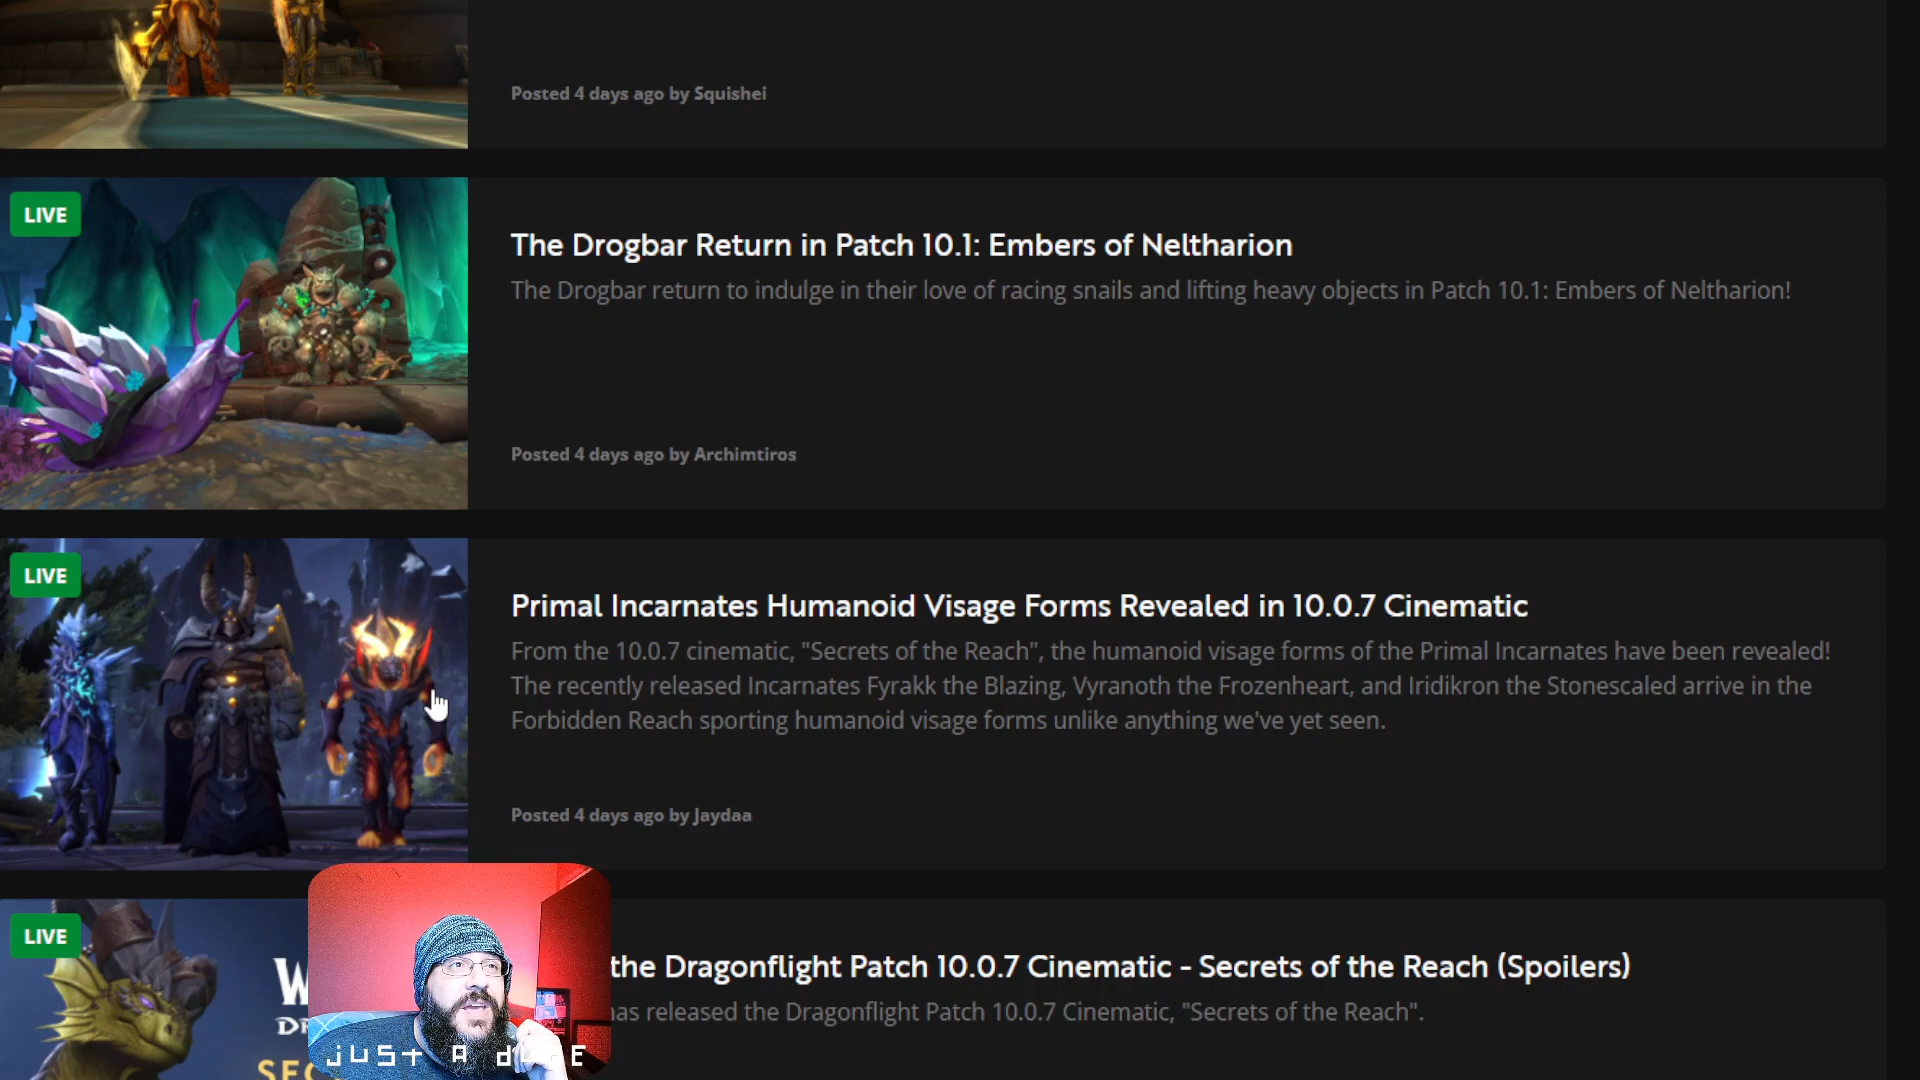 Posted 4 days ago by Squishei
LIVE
The Drogbar Return in Patch 10.1: Embers of Neltharion
The Drogbar return to indulge in their love of racing snails and lifting heavy objects in Patch 10.1: Embers of Neltharion!
Posted 4 days ago by Archimtiros
LIVE
Primal Incarnates Humanoid Visage Forms Revealed in 10.0.7 Cinematic
From the 10.0.7 cinematic, "Secrets of the Reach", the humanoid visage forms of the Primal Incarnates have been revealed!
The recently released Incarnates Fyrakk the Blazing, Vyranoth the Frozenheart, and Iridikron the Stonescaled arrive in the
Forbidden Reach sporting humanoid visage forms unlike anything we've yet seen.
Posted 4 days ago by Jaydaa
LIVE
the Dragonflight Patch 10.0.7 Cinematic - Secrets of the Reach (Spoilers)
has released the Dragonflight Patch 10.0.7 Cinematic, "Secrets of the Reach".
just A